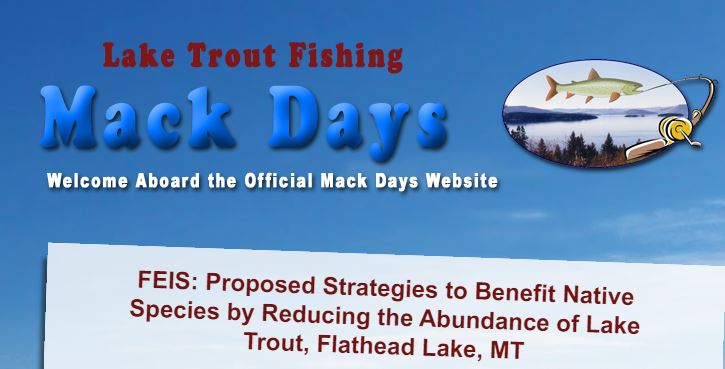 Lake Trout Fishing
Mack Days
Welcome Aboard the Official Mack Days Website
FEIS: Proposed Strategies to Benefit Native
Species by Reducing the Abundance of Lake
Trout, Flathead Lake, MT